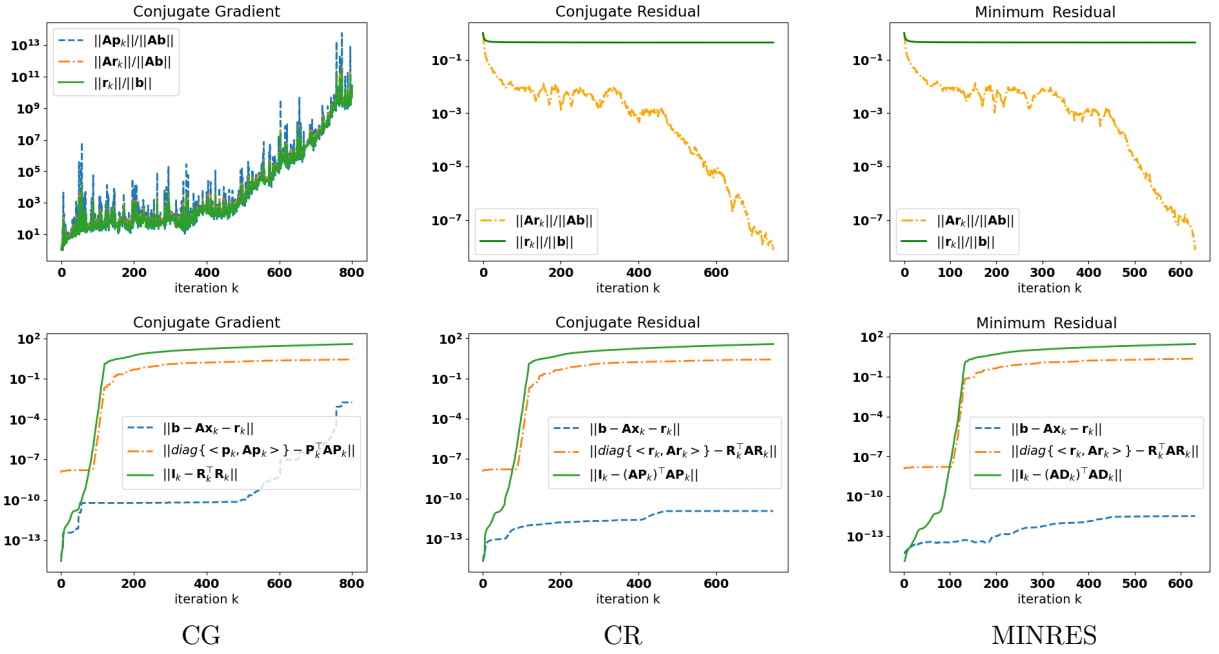 Conjugate Gradient
10^13
10^11
10^9
10^7
10^5
10^3
10^1
||Ap_k||/||Ab||
||Ar_k||/||Ab||
||r_k||/||b||
0 200 400 600 800
iteration k
Conjugate Residual
10^−1
10^−3
10^−5
10^−7
||Ar_k||/||Ab||
||r_k||/||b||
0 200 400 600
iteration k
Minimum Residual
10^−1
10^−3
10^−5
10^−7
||Ar_k||/||Ab||
||r_k||/||b||
0 100 200 300 400 500 600
iteration k
Conjugate Gradient
10^2
10^−1
10^−4
10^−7
10^−10
10^−13
||b − Ax_k − r_k||
||diag{<p_k, Ap_k>} − P_k^⊤AP_k||
||I_k − R_k^⊤R_k||
0 200 400 600 800
iteration k
CG
Conjugate Residual
10^2
10^−1
10^−4
10^−7
10^−10
10^−13
||b − Ax_k − r_k||
||diag{<r_k, Ar_k>} − R_k^⊤AR_k||
||I_k − (AP_k)^⊤AP_k||
0 200 400 600
iteration k
CR
Minimum Residual
10^2
10^−1
10^−4
10^−7
10^−10
10^−13
||b − Ax_k − r_k||
||diag{<r_k, Ar_k>} − R_k^⊤AR_k||
||I_k − (AD_k)^⊤AD_k||
0 100 200 300 400 500 600
iteration k
MINRES